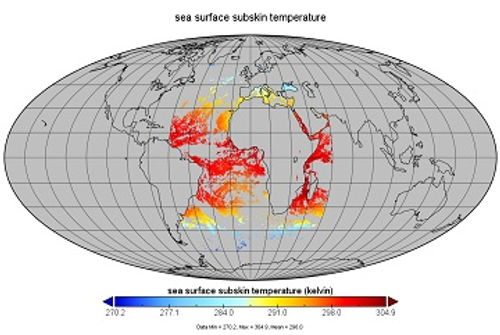 sea surface subskin temperature
sea surface subskin temperature (kelvin)
270.2 277.1 284.0 291.0 298.0 304.9
Data Min = 270.2, Max = 304.9, Mean = 296.0